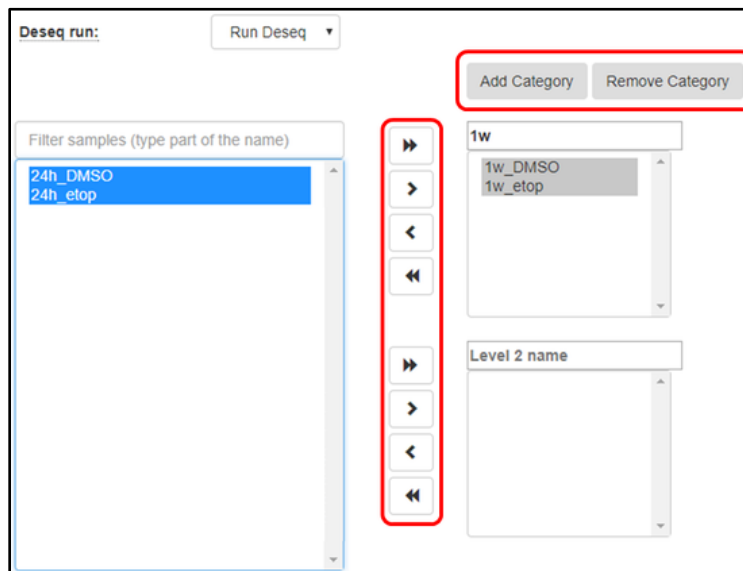 Deseq run:
Run Deseq
Add Category
Remove Category
Filter samples (type part of the name)
24h_DMSO
24h_etop
1w
1w_DMSO
1w_etop
Level 2 name